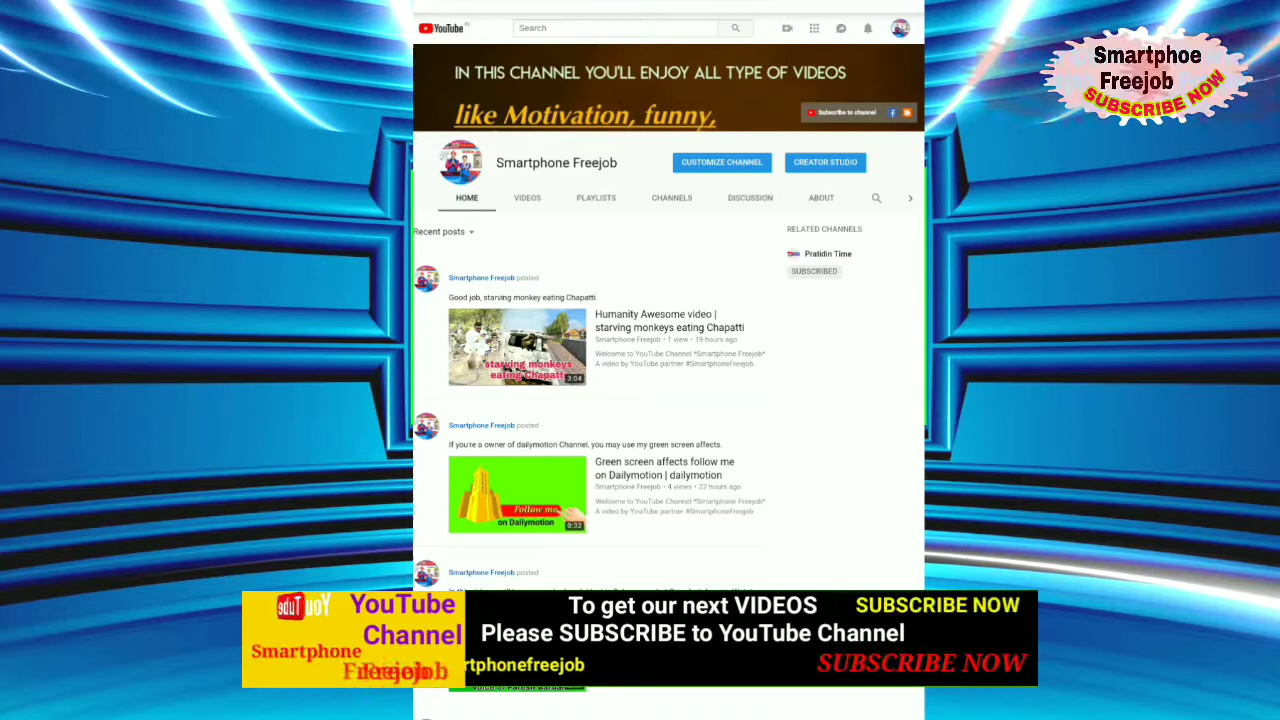 YouTube IN
Search
Smartphoe
Freejob
SUBSCRIBE NOW
IN THIS CHANNEL YOU'LL ENJOY ALL TYPE OF VIDEOS
like Motivation, funny,
Subscribe to channel
Smartphone Freejob
CUSTOMIZE CHANNEL
CREATOR STUDIO
HOME VIDEOS PLAYLISTS CHANNELS DISCUSSION ABOUT
Recent posts
RELATED CHANNELS
Pratidin Time
SUBSCRIBED
Smartphone Freejob posted
Good job, starving monkey eating Chapatti.
starving monkeys
eating Chapatti
3:04
Humanity Awesome video |
starving monkeys eating Chapatti
Smartphone Freejob • 1 view • 19 hours ago
Welcome to YouTube Channel *Smartphone Freejob*
A video by YouTube partner #SmartphoneFreejob
Smartphone Freejob posted
If you're a owner of dailymotion Channel, you may use my green screen affects.
Follow me
on Dailymotion
9:32
Green screen affects follow me
on Dailymotion | dailymotion
Smartphone Freejob • 4 views • 22 hours ago
Welcome to YouTube Channel *Smartphone Freejob*
A video by YouTube partner #SmartphoneFreejob
Smartphone Freejob posted
YouTube
YouTube
Channel
Smartphone
Freejob
To get our next VIDEOS
SUBSCRIBE NOW
Please SUBSCRIBE to YouTube Channel
rtphonefreejob
SUBSCRIBE NOW